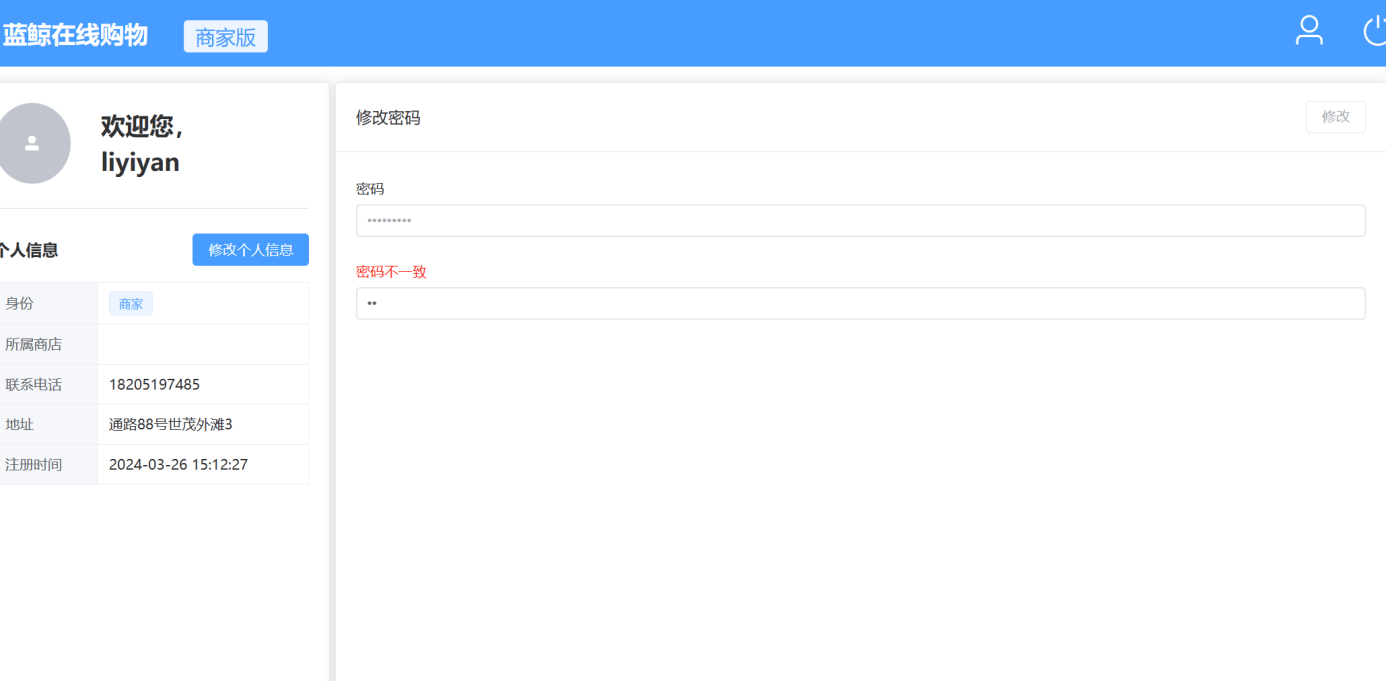 蓝鲸在线购物 商家版
欢迎您,
liyiyan
个人信息 修改个人信息
身份 商家
所属商店
联系电话 18205197485
地址 通路88号世茂外滩3
注册时间 2024-03-26 15:12:27
修改密码 修改
密码
•••••••••
密码不一致
••